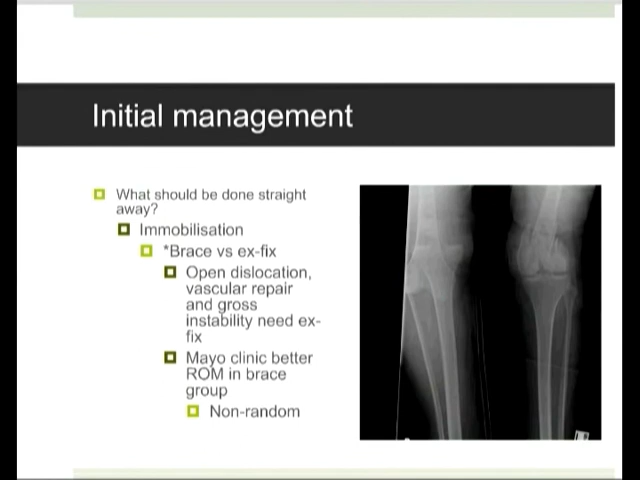 Initial management
What should be done straight
away?
Immobilisation
*Brace vs ex-fix
Open dislocation,
vascular repair
and gross
instability need ex-
fix
Mayo clinic better
ROM in brace
group
Non-random